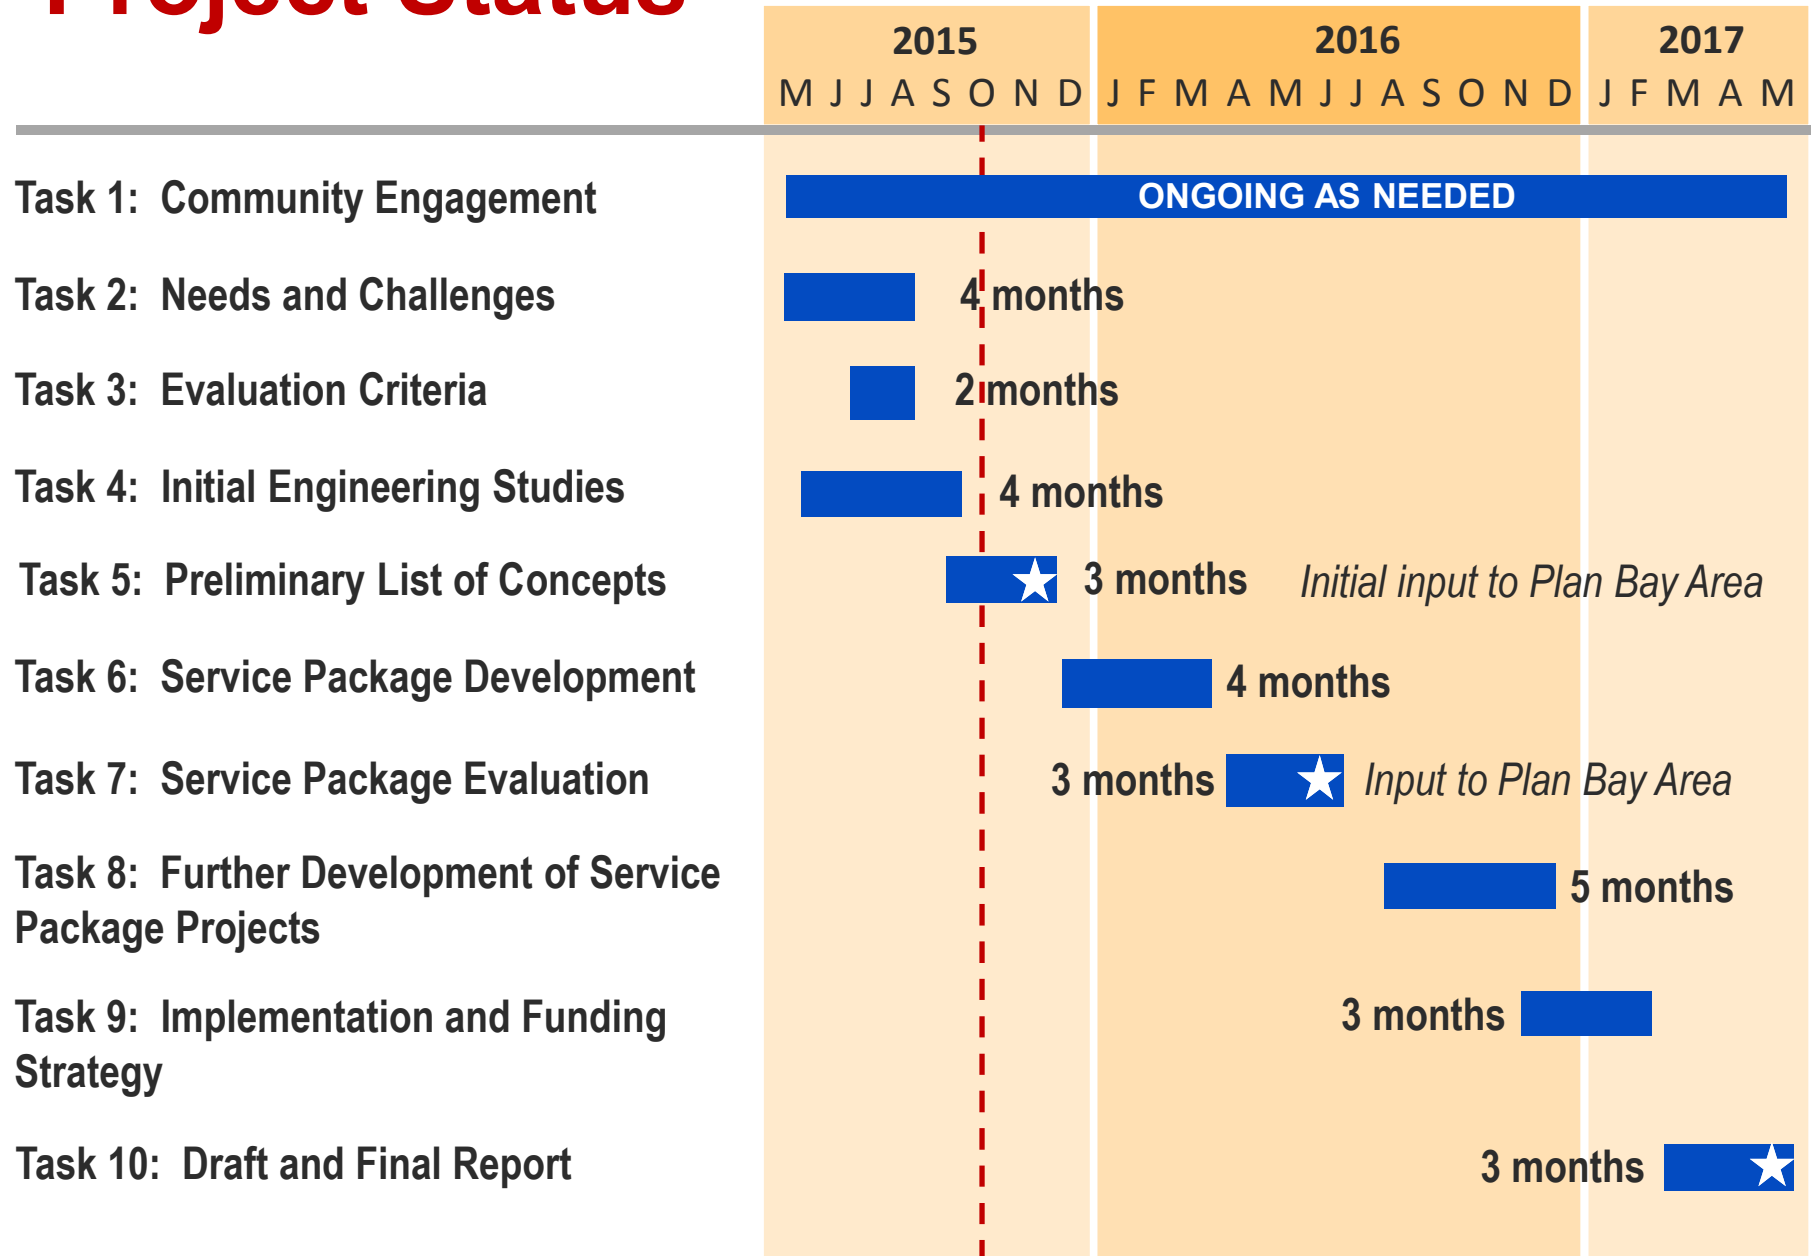 Project Status
2015 2016 2017
M J J A S O N D J F M A M J J A S O N D J F M A M
Task 1: Community Engagement
ONGOING AS NEEDED
Task 2: Needs and Challenges
4 months
Task 3: Evaluation Criteria
2 months
Task 4: Initial Engineering Studies
4 months
Task 5: Preliminary List of Concepts
3 months
Initial input to Plan Bay Area
Task 6: Service Package Development
4 months
Task 7: Service Package Evaluation
3 months
Input to Plan Bay Area
Task 8: Further Development of Service
Package Projects
5 months
Task 9: Implementation and Funding
Strategy
3 months
Task 10: Draft and Final Report
3 months